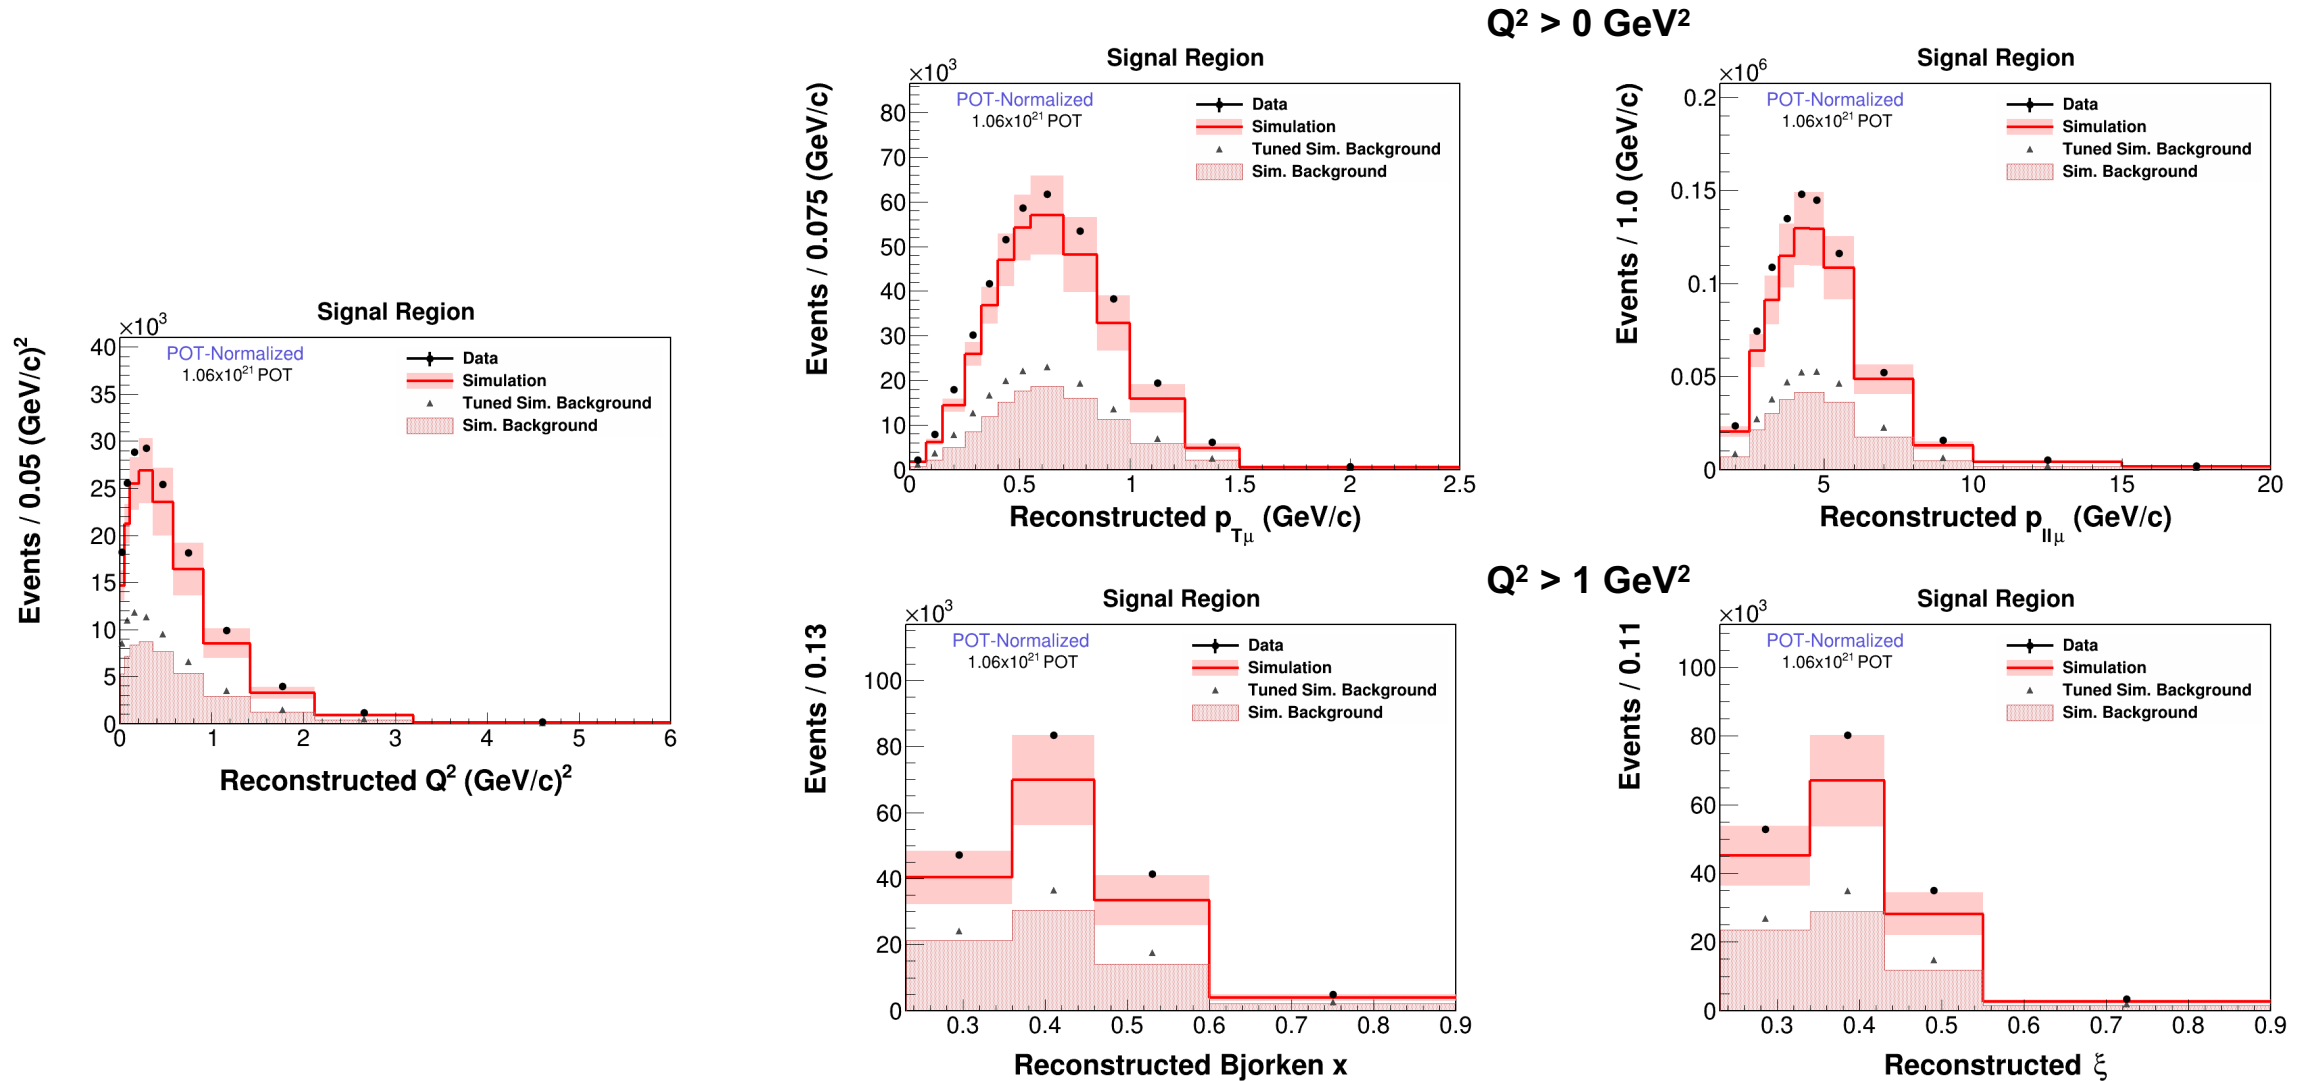 Signal Region
×10³
POT-Normalized
1.06x10²¹ POT
Data
Simulation
Tuned Sim. Background
Sim. Background
Events / 0.05 (GeV/c)²
40
35
30
25
20
15
10
5
0
0 1 2 3 4 5 6
Reconstructed Q² (GeV/c)²
Q² > 0 GeV²
Signal Region
×10³
POT-Normalized
1.06x10²¹ POT
Data
Simulation
Tuned Sim. Background
Sim. Background
Events / 0.075 (GeV/c)
80
70
60
50
40
30
20
10
0
0 0.5 1 1.5 2 2.5
Reconstructed p_Tμ (GeV/c)
Signal Region
×10⁶
POT-Normalized
1.06x10²¹ POT
Data
Simulation
Tuned Sim. Background
Sim. Background
Events / 1.0 (GeV/c)
0.2
0.15
0.1
0.05
0
5 10 15 20
Reconstructed p_||μ (GeV/c)
Q² > 1 GeV²
Signal Region
×10³
POT-Normalized
1.06x10²¹ POT
Data
Simulation
Tuned Sim. Background
Sim. Background
Events / 0.13
100
80
60
40
20
0
0.3 0.4 0.5 0.6 0.7 0.8 0.9
Reconstructed Bjorken x
Signal Region
×10³
POT-Normalized
1.06x10²¹ POT
Data
Simulation
Tuned Sim. Background
Sim. Background
Events / 0.11
100
80
60
40
20
0
0.3 0.4 0.5 0.6 0.7 0.8 0.9
Reconstructed ξ